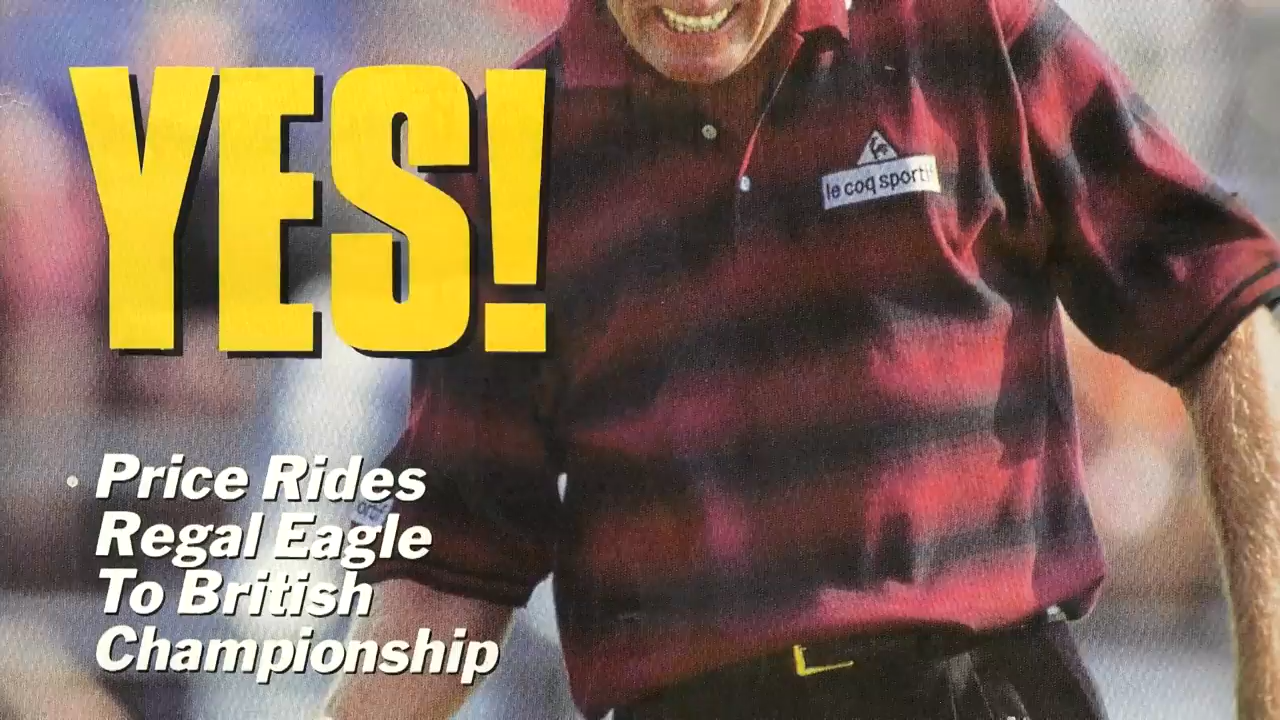 YES!
le coq sportif
Price Rides
Regal Eagle
To British
Championship